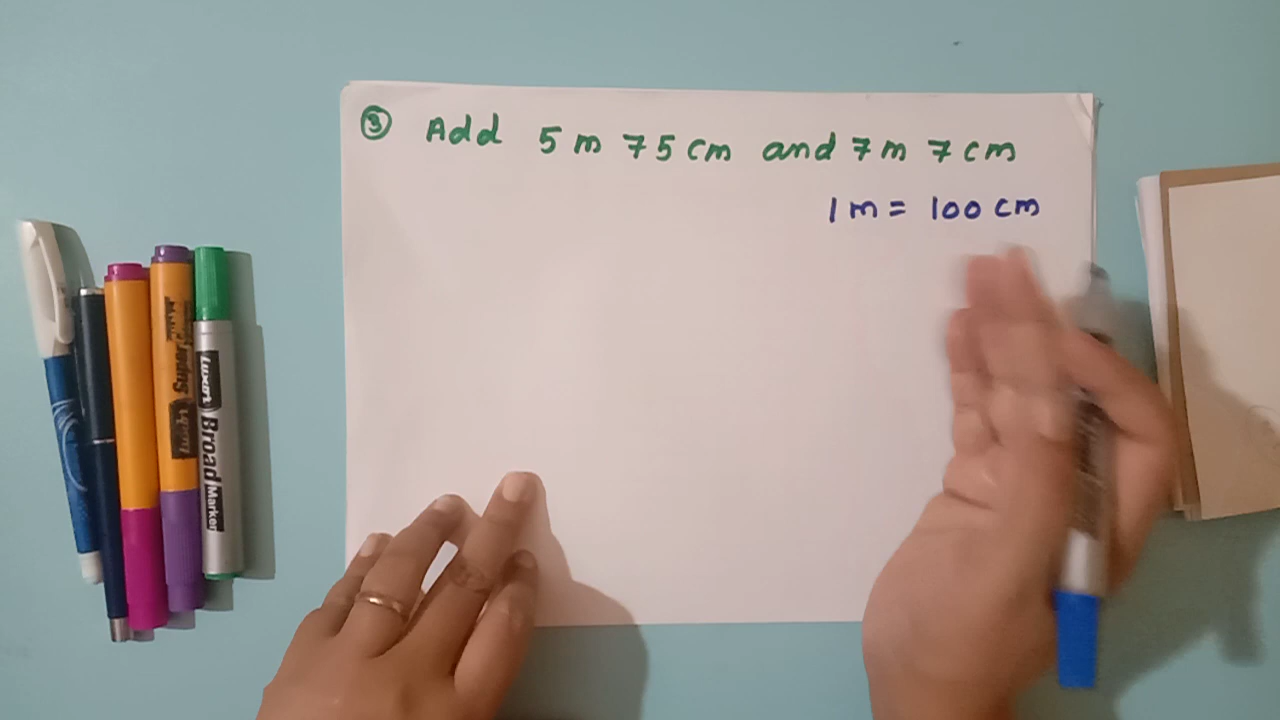 ③ Add 5 m 75 cm and 7 m 7 cm
1 m = 100 cm
Luxor Broad Marker